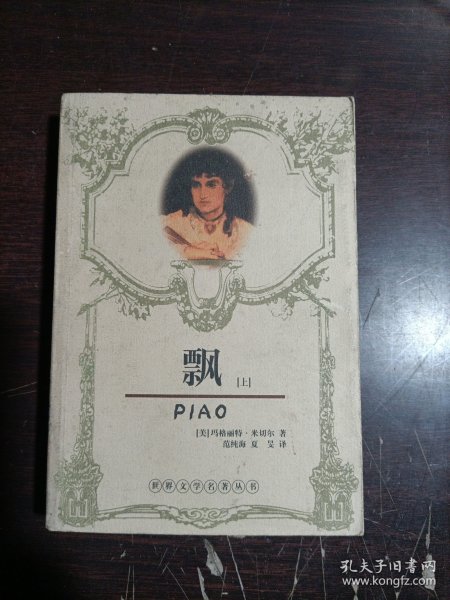 飘 [上]
PIAO
[美]玛格丽特·米切尔 著
范纯海 夏旻 译
世界文学名著丛书
孔夫子旧书网
www.kongfz.com